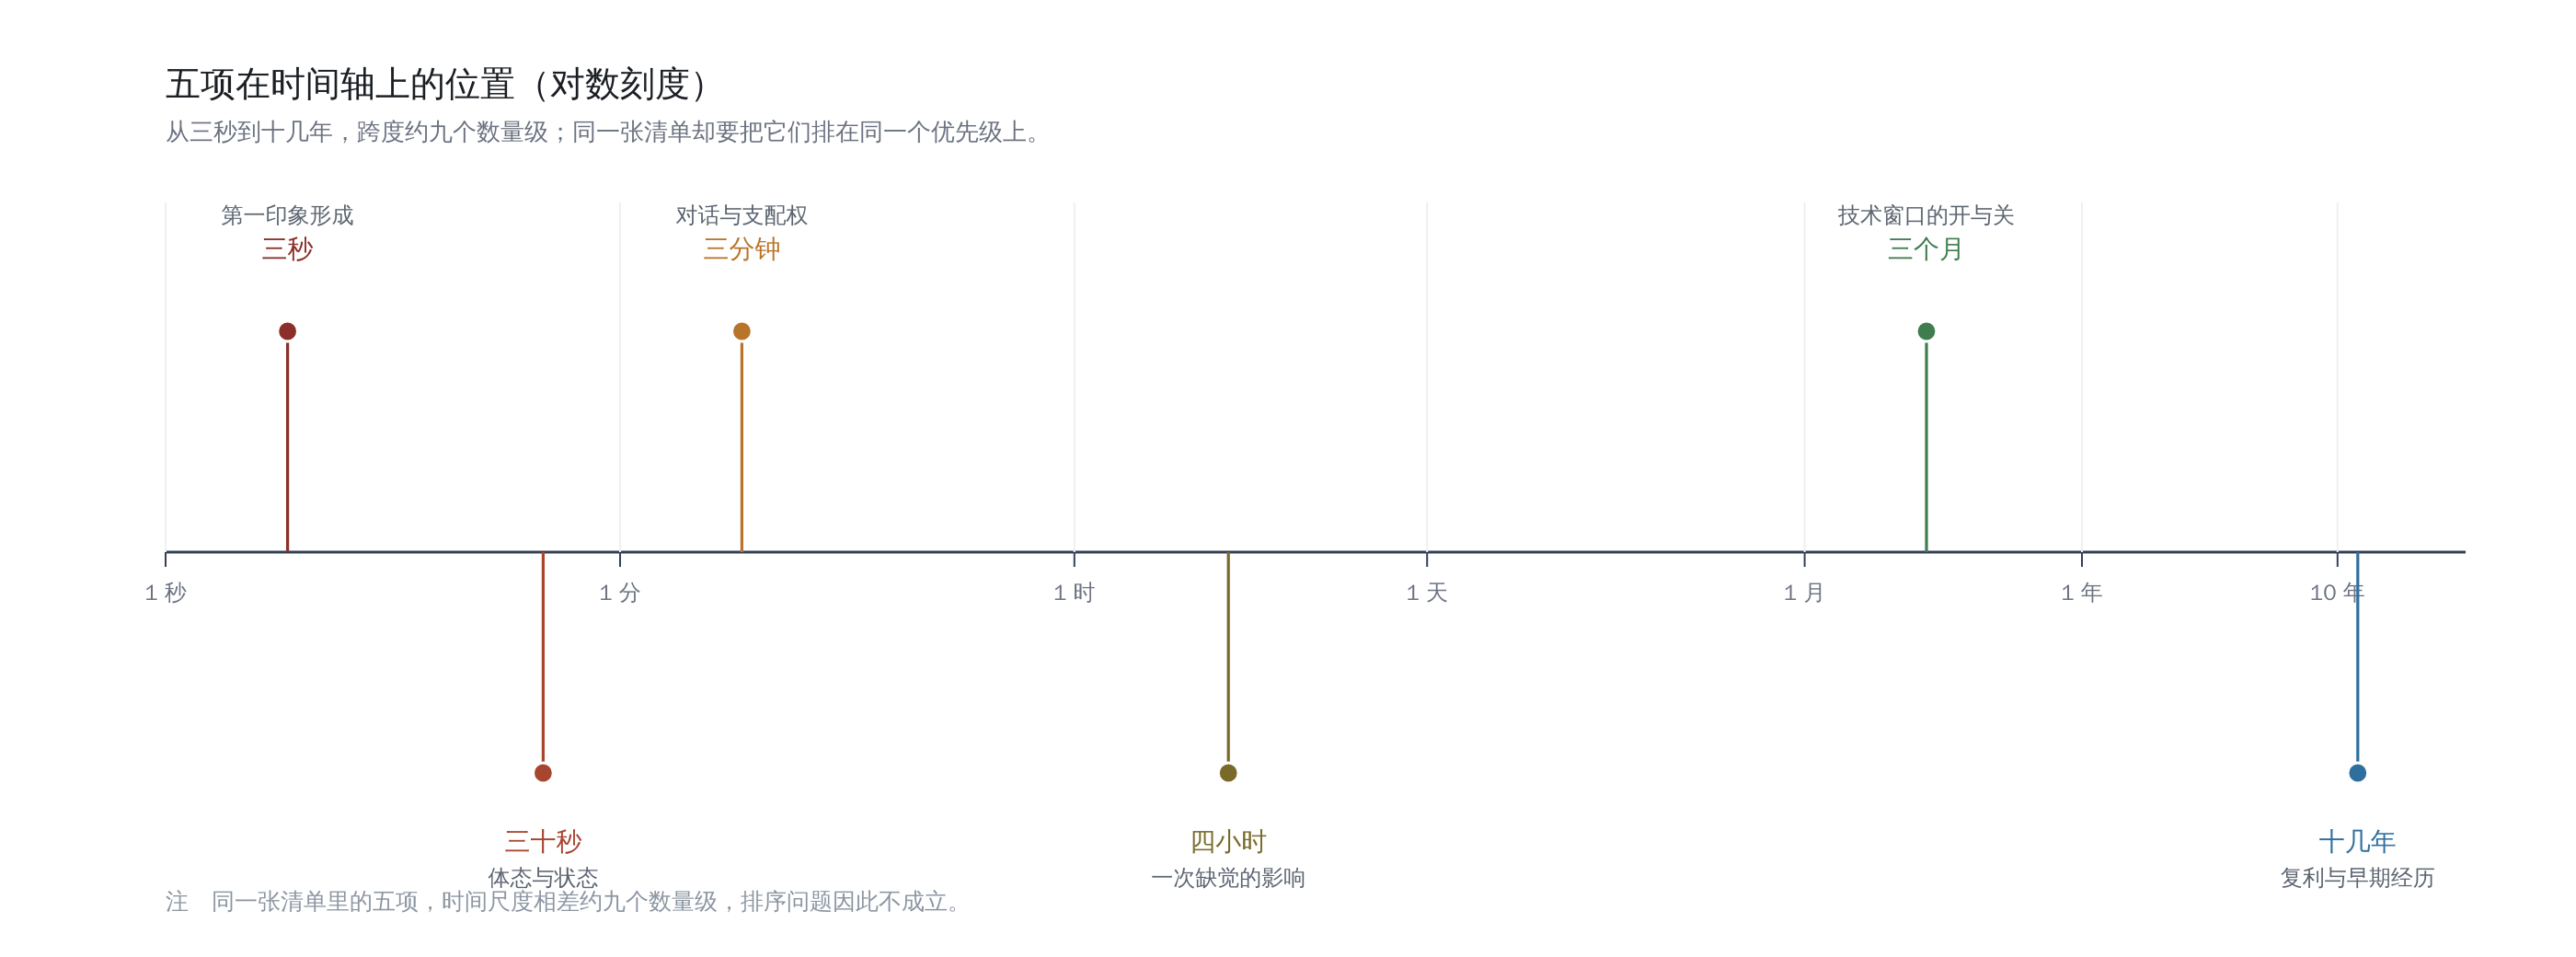 五项在时间轴上的位置（对数刻度）
从三秒到十几年，跨度约九个数量级；同一张清单却要把它们排在同一个优先级上。
第一印象形成
三秒
对话与支配权
三分钟
技术窗口的开与关
三个月
1 秒
1 分
1 时
1 天
1 月
1 年
10 年
三十秒
体态与状态
四小时
一次缺觉的影响
十几年
复利与早期经历
注　同一张清单里的五项，时间尺度相差约九个数量级，排序问题因此不成立。